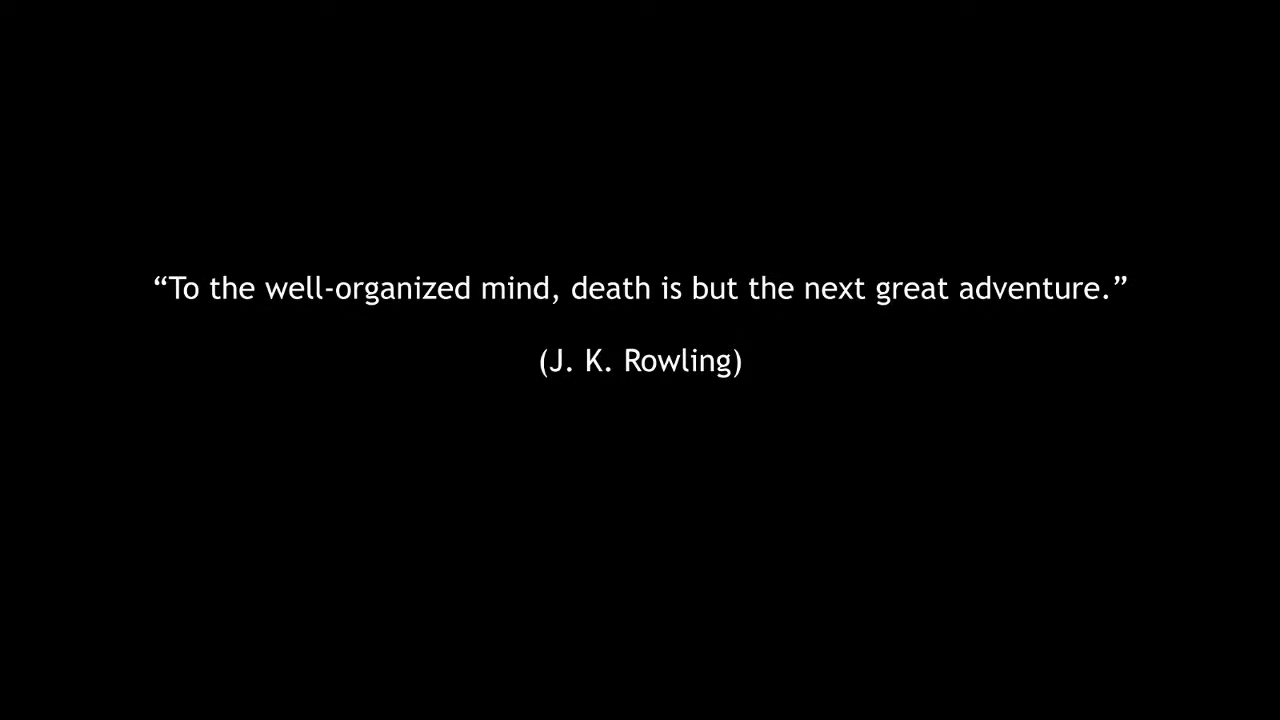 “To the well-organized mind, death is but the next great adventure.”
(J. K. Rowling)